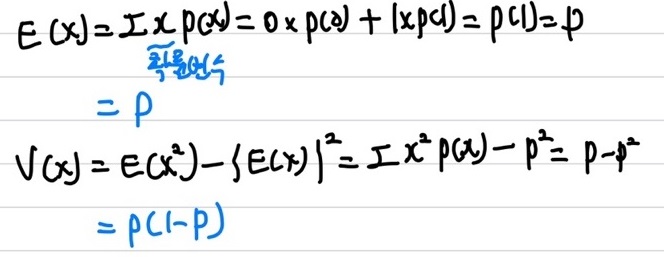 E(x) = Σ x p(x) = 0 × p(0) + 1 × p(1) = p(1) = p
확률변수
= p
V(x) = E(x²) - {E(x)}² = Σ x² p(x) - p² = p-p²
= p(1-p)